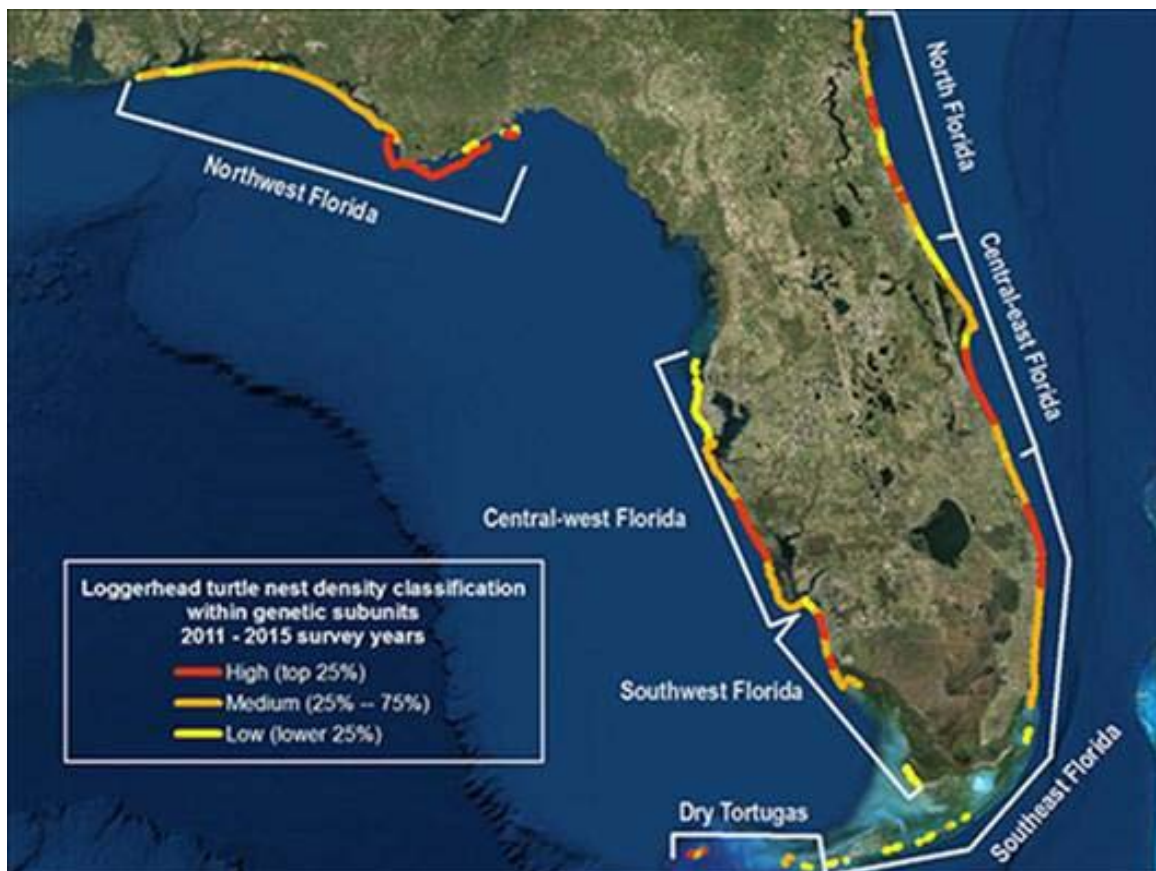 Northwest Florida
North Florida
Central-east Florida
Central-west Florida
Loggerhead turtle nest density classification
within genetic subunits
2011 - 2015 survey years
High (top 25%)
Medium (25% -- 75%)
Low (lower 25%)
Southwest Florida
Dry Tortugas
Southeast Florida